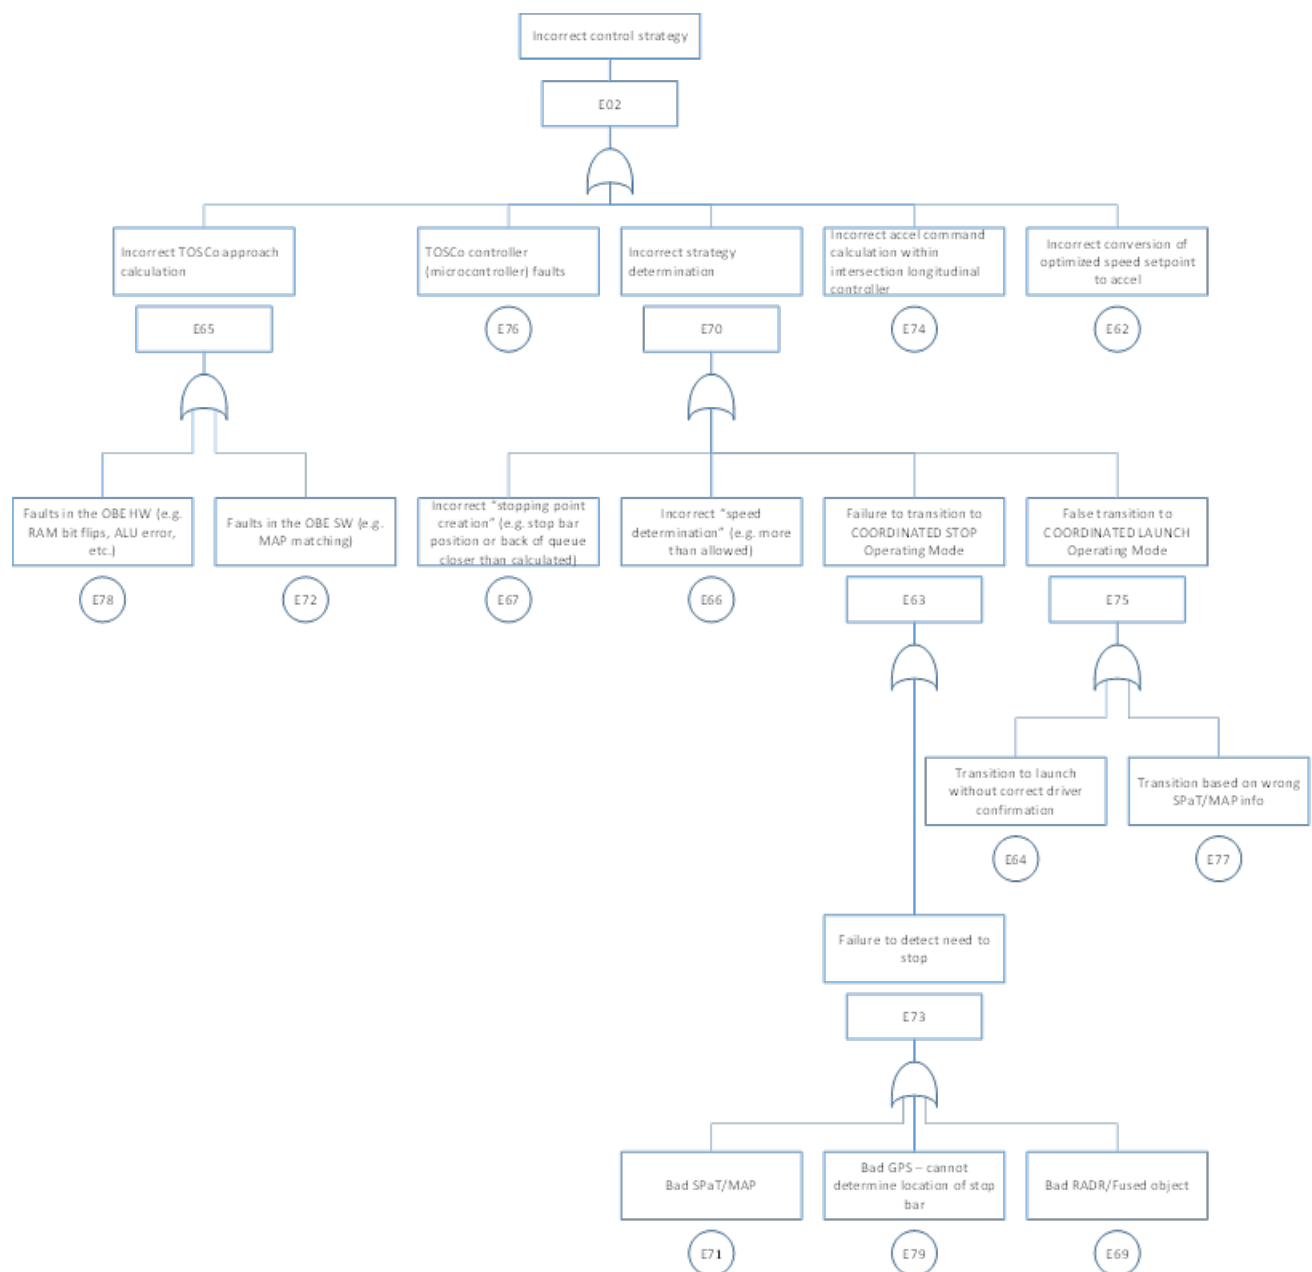 Incorrect control strategy
E02
Incorrect TOSCo approach
calculation
TOSCo controller
(microcontroller) faults
Incorrect strategy
determination
Incorrect accel command
calculation within
intersection longitudinal
controller
Incorrect conversion of
optimized speed setpoint
to accel
E65
E76
E70
E74
E62
Faults in the OBE HW (e.g.
RAM bit flips, ALU error,
etc.)
Faults in the OBE SW (e.g.
MAP matching)
Incorrect “stopping point
creation” (e.g. stop bar
position or back of queue
closer than calculated)
Incorrect “speed
determination” (e.g. more
than allowed)
Failure to transition to
COORDINATED STOP
Operating Mode
False transition to
COORDINATED LAUNCH
Operating Mode
E78
E72
E67
E66
E63
E75
Transition to launch
without correct driver
confirmation
Transition based on wrong
SPaT/MAP info
E64
E77
Failure to detect need to
stop
E73
Bad SPaT/MAP
Bad GPS – cannot
determine location of stop
bar
Bad RADR/Fused object
E71
E79
E69